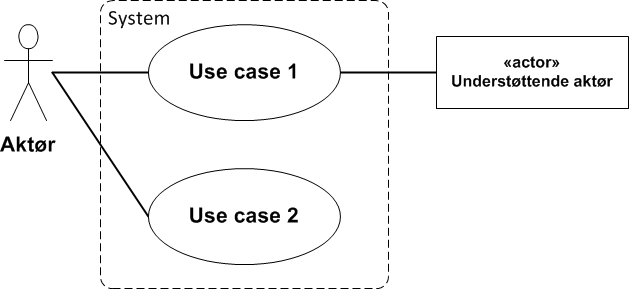 System
Use case 1
«actor»
Understøttende aktør
Aktør
Use case 2